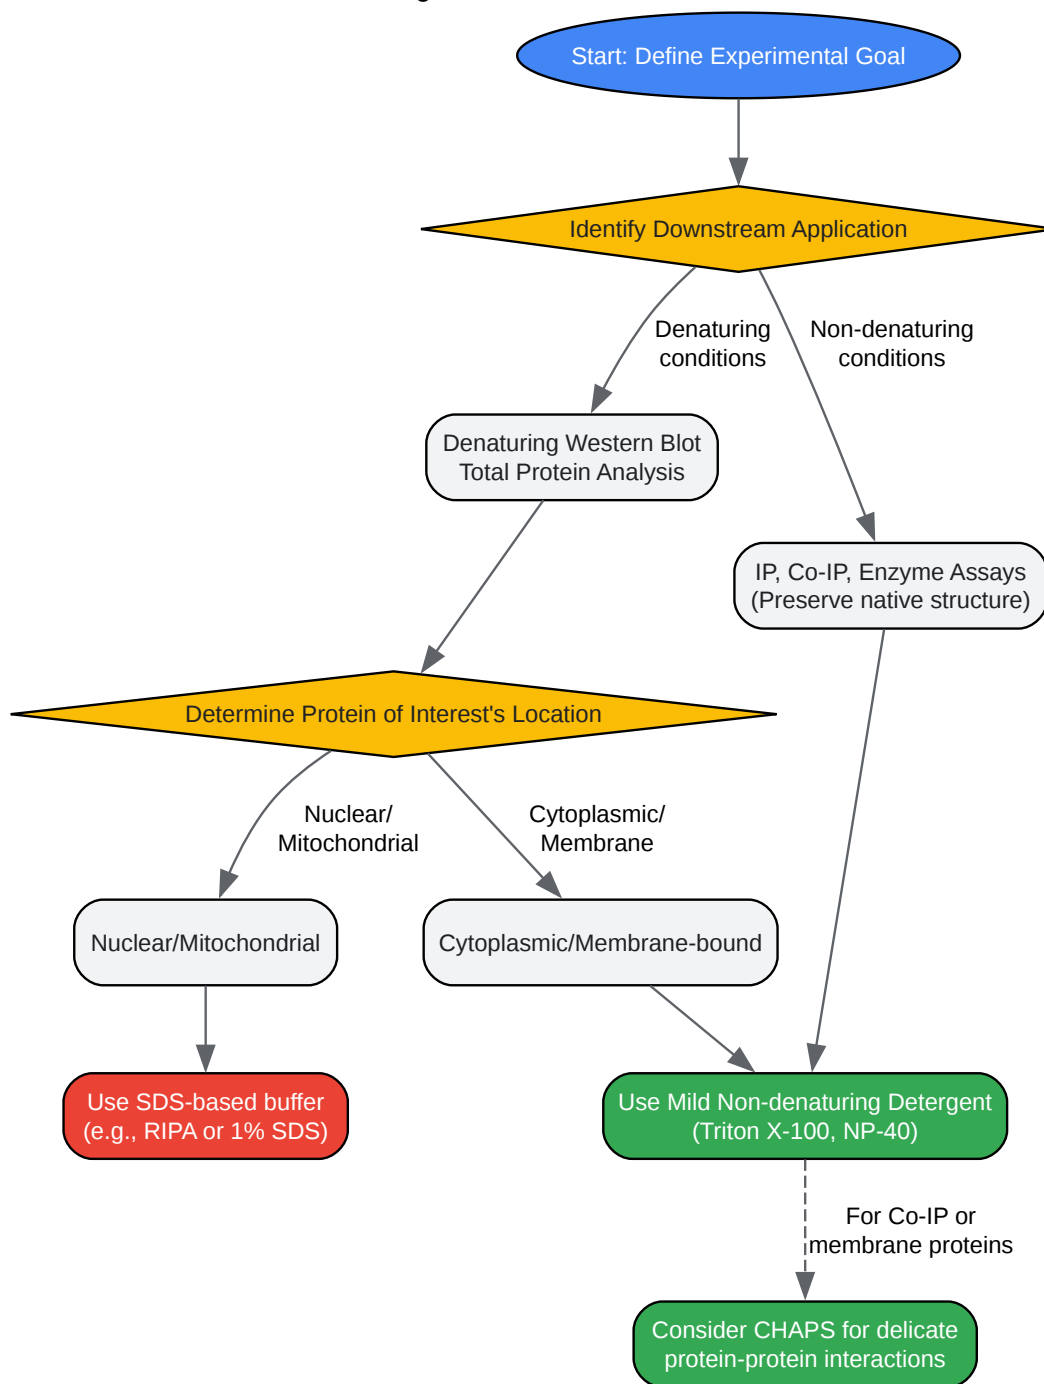 Start: Define Experimental Goal
Identify Downstream Application
Denaturing
conditions
Non-denaturing
conditions
Denaturing Western Blot
Total Protein Analysis
IP, Co-IP, Enzyme Assays
(Preserve native structure)
Determine Protein of Interest's Location
Nuclear/
Mitochondrial
Cytoplasmic/
Membrane
Nuclear/Mitochondrial
Cytoplasmic/Membrane-bound
Use SDS-based buffer
(e.g., RIPA or 1% SDS)
Use Mild Non-denaturing Detergent
(Triton X-100, NP-40)
For Co-IP or
membrane proteins
Consider CHAPS for delicate
protein-protein interactions